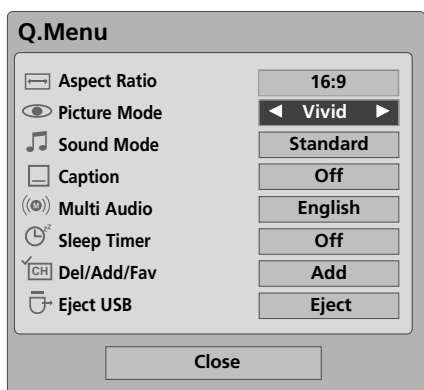 Q.Menu
Aspect Ratio 16:9
Picture Mode ◀ Vivid ▶
Sound Mode Standard
Caption Off
((M)) Multi Audio English
zz Sleep Timer Off
CH Del/Add/Fav Add
Eject USB Eject
Close